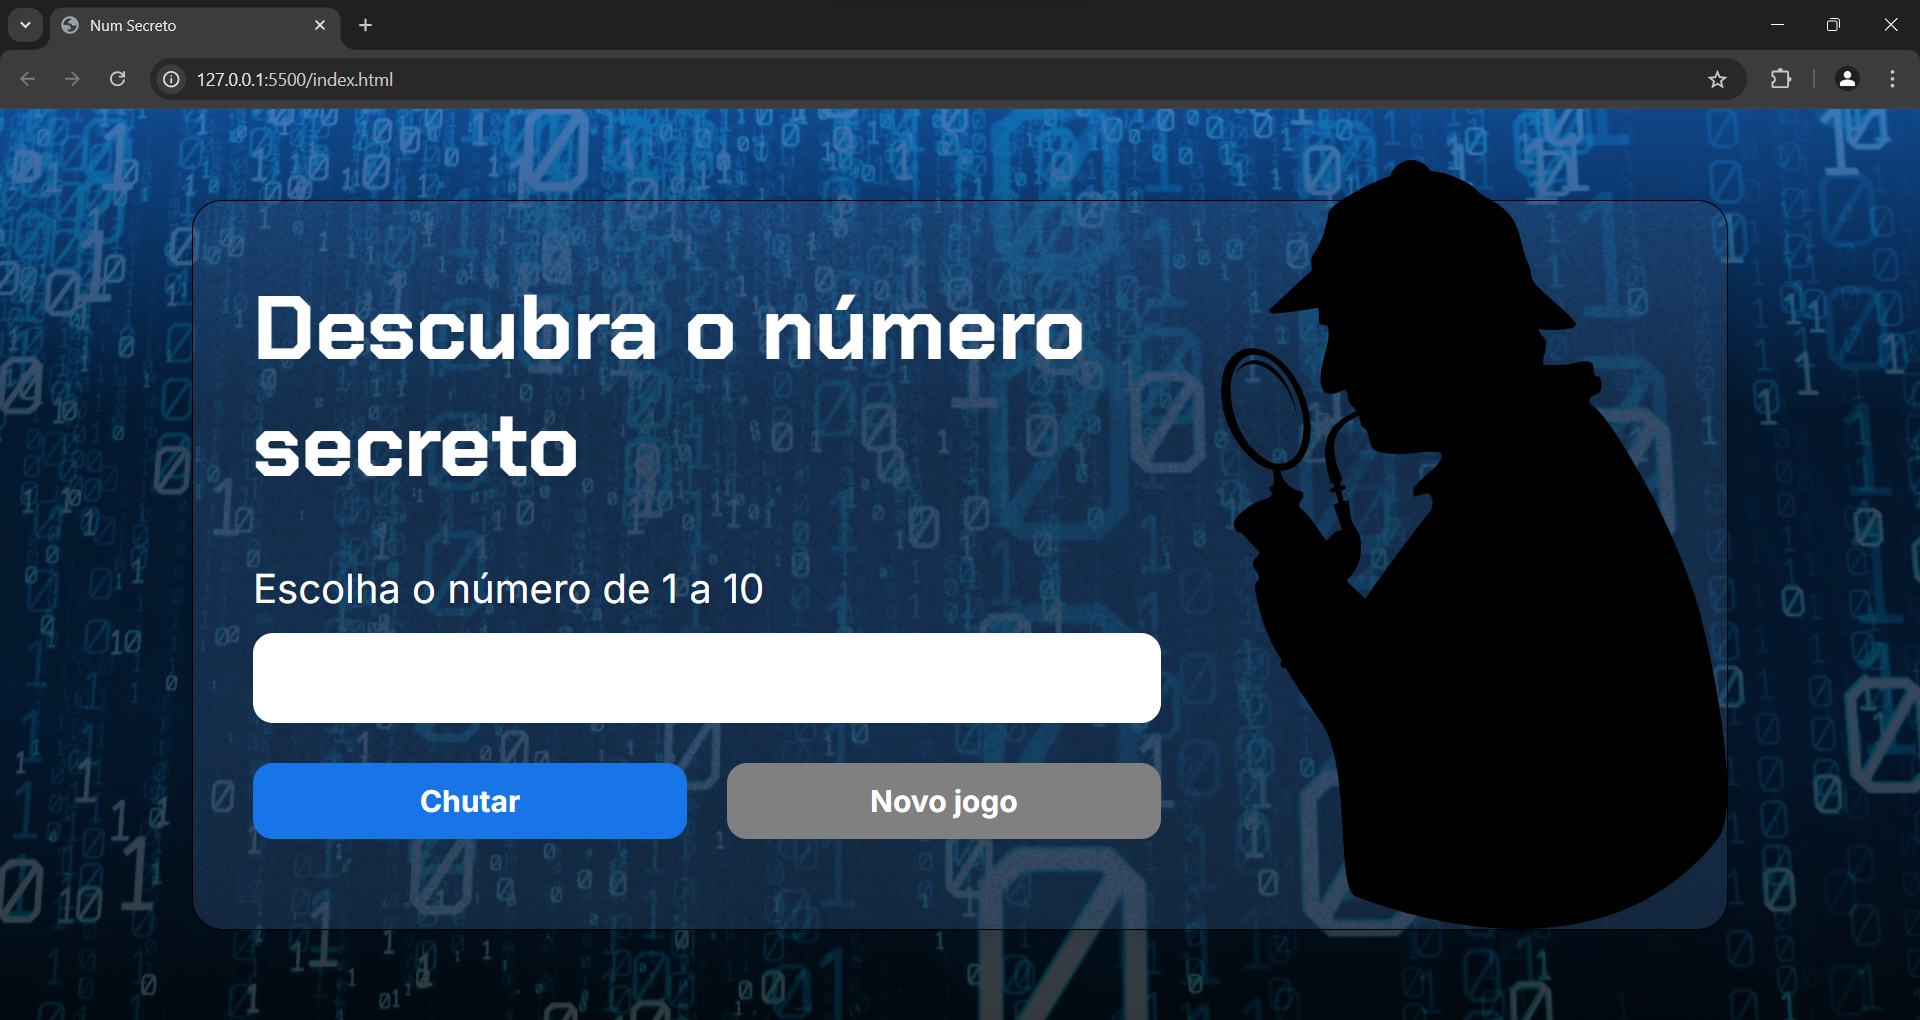 Num Secreto
127.0.0.1:5500/index.html
Descubra o número
secreto
Escolha o número de 1 a 10
Chutar
Novo jogo